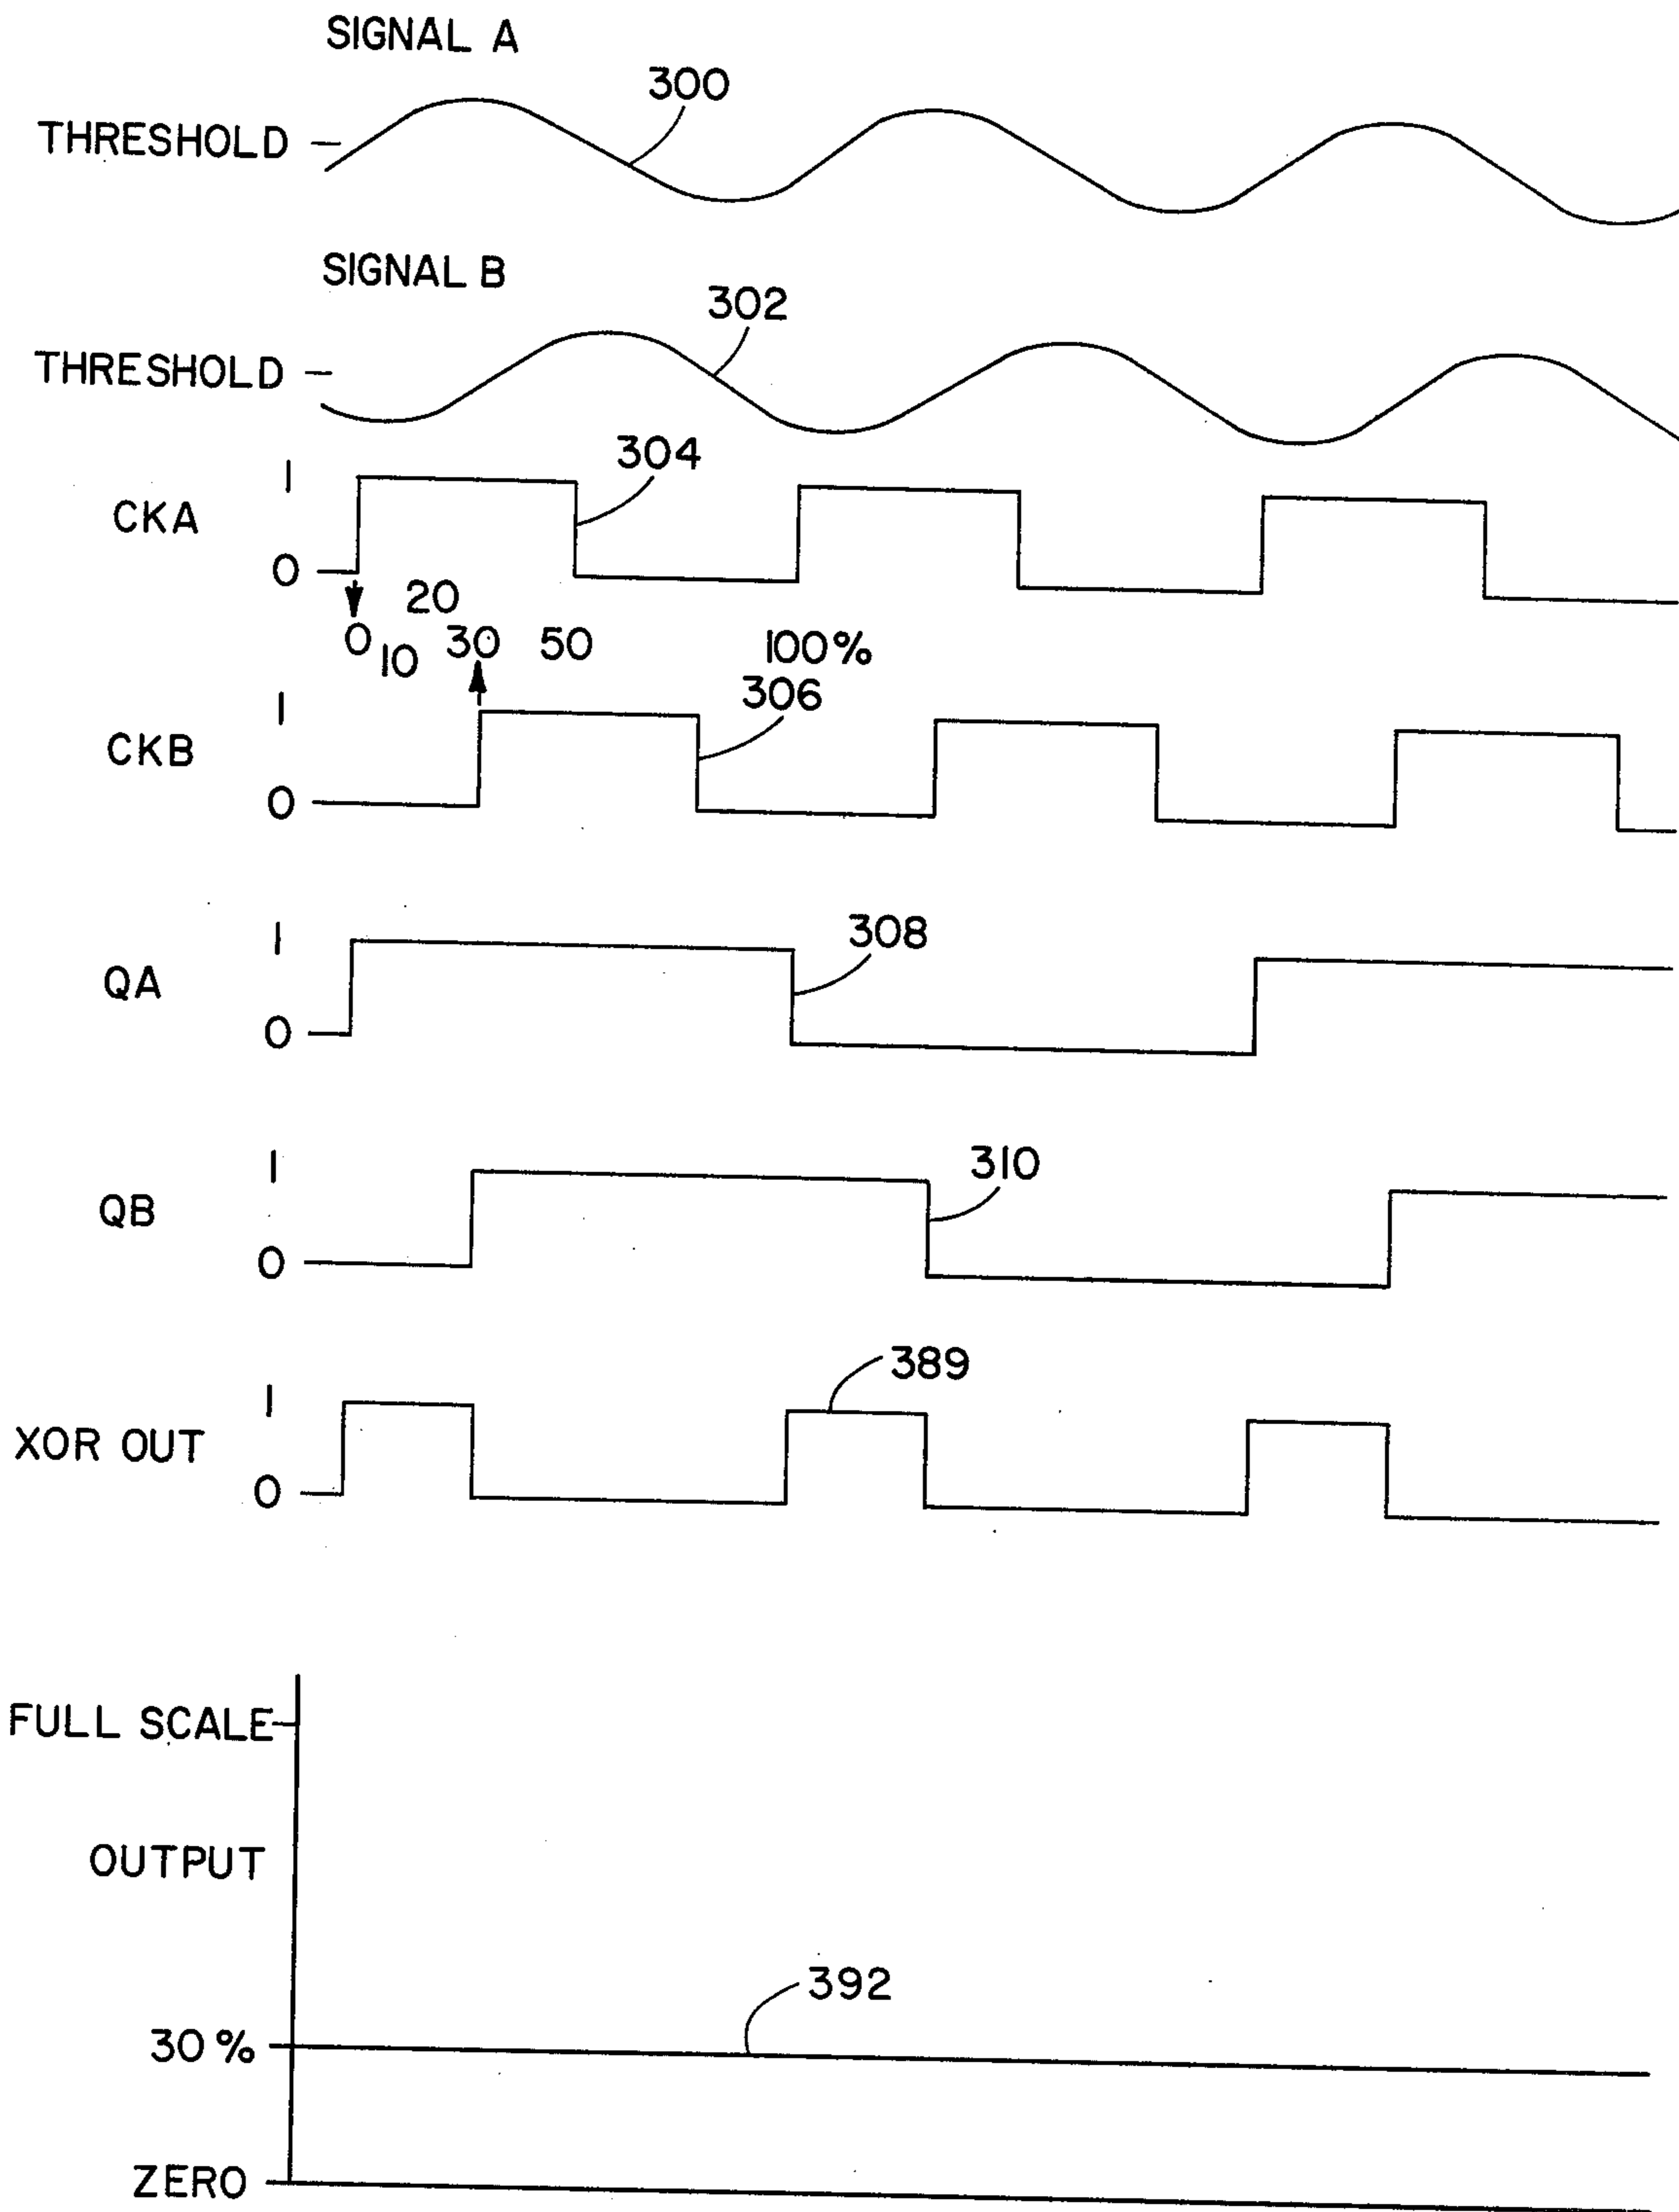 SIGNAL A
300
THRESHOLD
SIGNAL B
302
THRESHOLD
1
304
CKA
0
20
0 10 30 50 100%
306
1
CKB
0
1
308
QA
0
1
310
QB
0
389
1
XOR OUT
0
FULL SCALE
OUTPUT
392
30%
ZERO